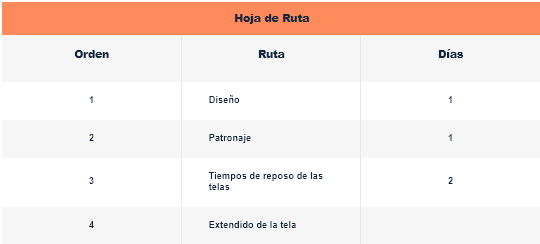 Hoja de Ruta
Orden Ruta Días
1 Diseño 1
2 Patronaje 1
3 Tiempos de reposo de las telas 2
4 Extendido de la tela